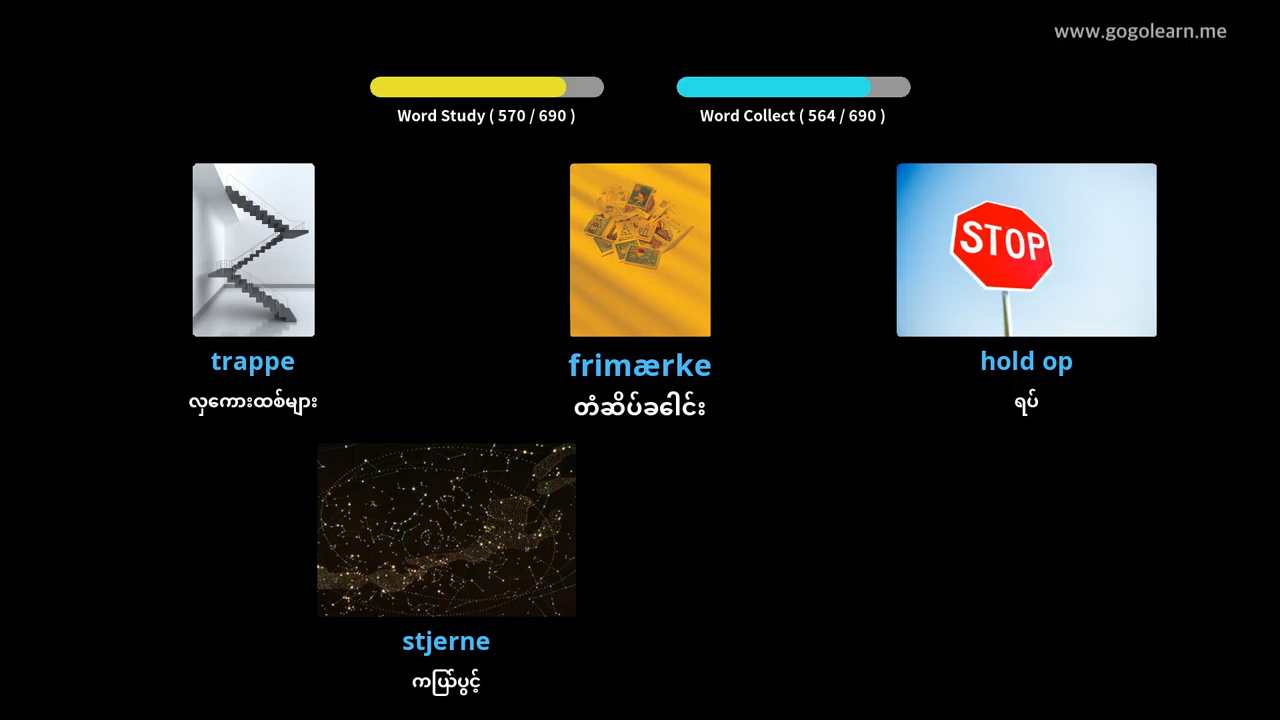 www.gogolearn.me
Word Study ( 570 / 690 )
Word Collect ( 564 / 690 )
STOP
trappe
frimærke
hold op
လှကေားထစ်များ
တံဆိပ်ခေါင်း
ရပ်
stjerne
ကယြ်ပွင့်